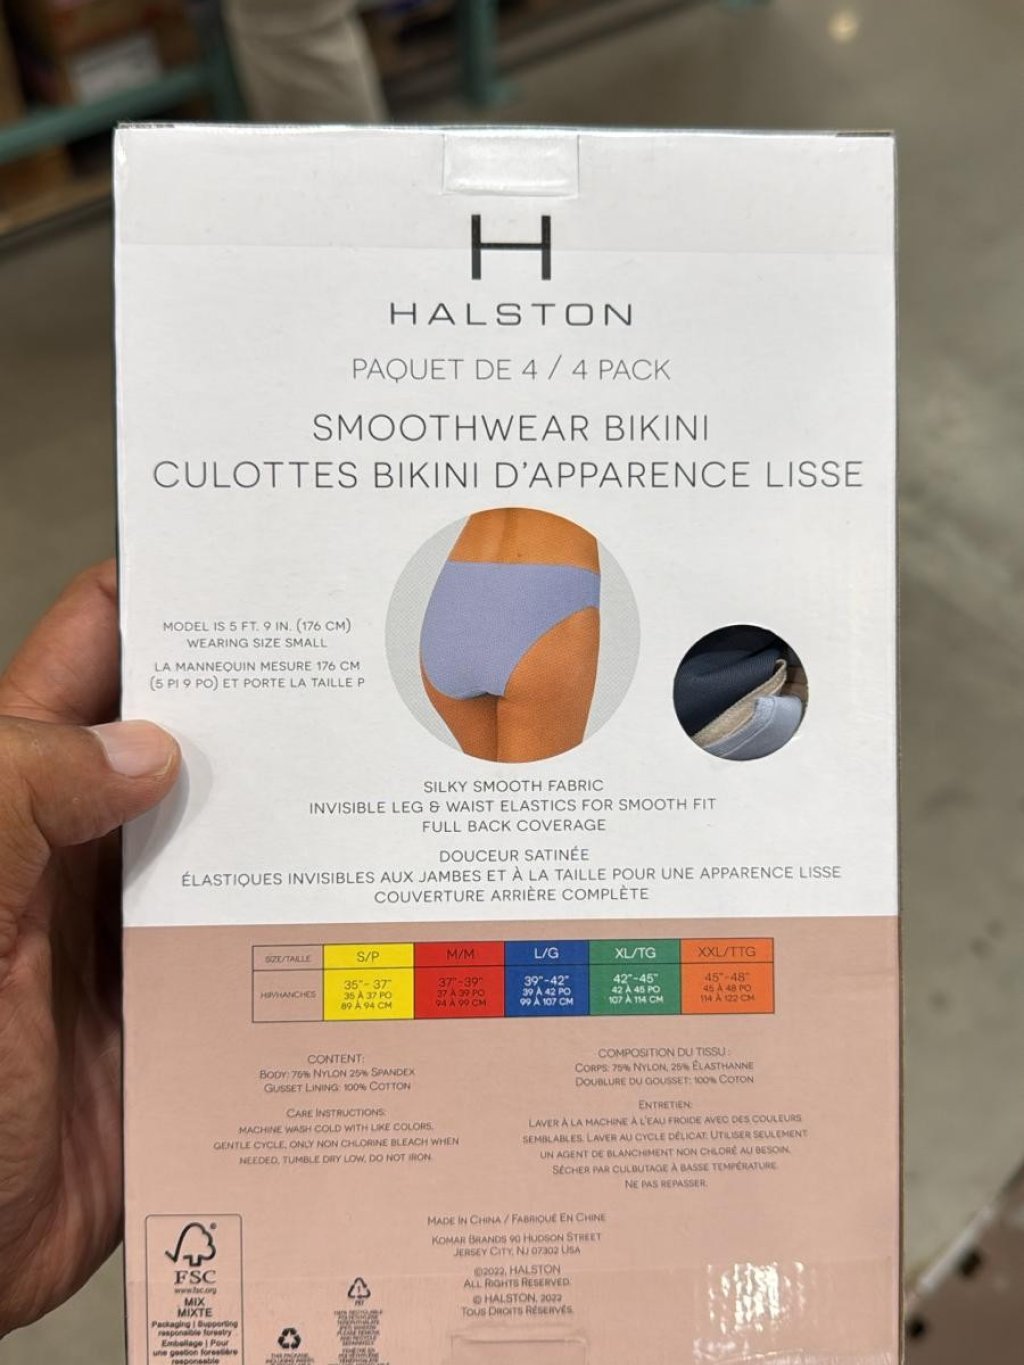 H
HALSTON
PAQUET DE 4 / 4 PACK
SMOOTHWEAR BIKINI
CULOTTES BIKINI D'APPARENCE LISSE
MODEL IS 5 FT. 9 IN. (176 CM)
WEARING SIZE SMALL
LA MANNEQUIN MESURE 176 CM
(5 PI 9 PO) ET PORTE LA TAILLE P
SILKY SMOOTH FABRIC
INVISIBLE LEG & WAIST ELASTICS FOR SMOOTH FIT
FULL BACK COVERAGE
DOUCEUR SATINÉE
ÉLASTIQUES INVISIBLES AUX JAMBES ET À LA TAILLE POUR UNE APPARENCE LISSE
COUVERTURE ARRIÈRE COMPLÈTE
SIZE/TAILLE S/P M/M L/G XL/TG XXL/TTG
HIP/HANCHES
35"- 37" 37"-39" 39"-42" 42"-45" 45"-48"
35 À 37 PO 37 À 39 PO 39 À 42 PO 42 À 45 PO 45 À 48 PO
89 À 94 CM 94 À 99 CM 99 À 107 CM 107 À 114 CM 114 À 122 CM
CONTENT:
BODY: 75% NYLON 25% SPANDEX
GUSSET LINING: 100% COTTON
CARE INSTRUCTIONS:
MACHINE WASH COLD WITH LIKE COLORS,
GENTLE CYCLE, ONLY NON CHLORINE BLEACH WHEN
NEEDED, TUMBLE DRY LOW, DO NOT IRON.
COMPOSITION DU TISSU :
CORPS: 75% NYLON, 25% ÉLASTHANNE
DOUBLURE DU GOUSSET: 100% COTON
ENTRETIEN:
LAVER À LA MACHINE À L'EAU FROIDE AVEC DES COULEURS
SEMBLABLES. LAVER AU CYCLE DÉLICAT. UTILISER SEULEMENT
UN AGENT DE BLANCHIMENT NON CHLORÉ AU BESOIN.
SÉCHER PAR CULBUTAGE À BASSE TEMPÉRATURE.
NE PAS REPASSER.
MADE IN CHINA / FABRIQUÉ EN CHINE
KOMAR BRANDS 90 HUDSON STREET
JERSEY CITY, NJ 07302 USA
©2022, HALSTON
ALL RIGHTS RESERVED.
© HALSTON, 2022
TOUS DROITS RÉSERVÉS.
FSC
www.fsc.org
MIX
MIXTE
Packaging | Supporting
responsible forestry
Emballage | Pour
une gestion forestière
responsable
1
PET